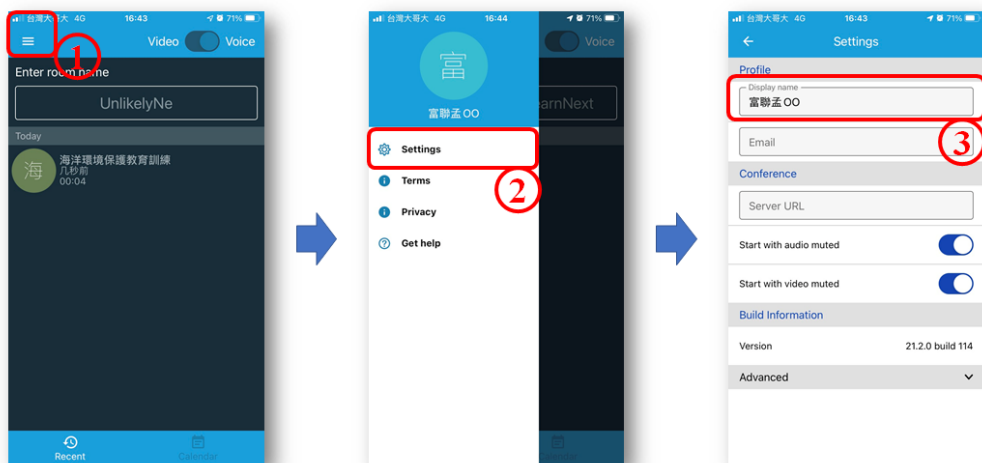 台灣大哥大 4G 16:43 71%
Video Voice
①
Enter room name
UnlikelyNe
Today
海
海洋環境保護教育訓練
几秒前
00:04
Recent
Calendar
台灣大哥大 4G 16:44 71%
Voice
富
富聯孟OO
earnNext
Settings
②
Terms
Privacy
Get help
Calendar
台灣大哥大 4G 16:43 71%
Settings
Profile
Display name
富聯孟OO
③
Email
Conference
Server URL
Start with audio muted
Start with video muted
Build Information
Version 21.2.0 build 114
Advanced